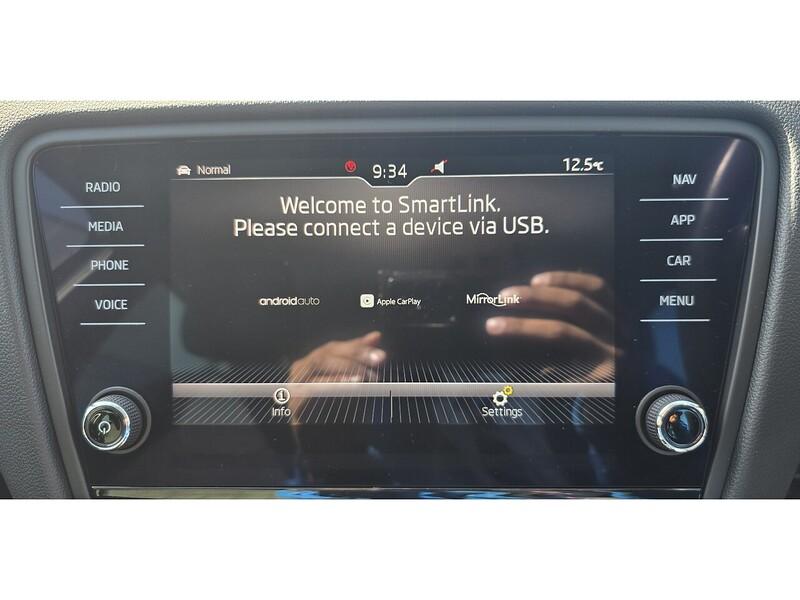 Normal 9:34 12.5°C
RADIO
MEDIA
PHONE
VOICE
Welcome to SmartLink.
Please connect a device via USB.
androidauto Apple CarPlay MirrorLink
Info Settings
NAV
APP
CAR
MENU